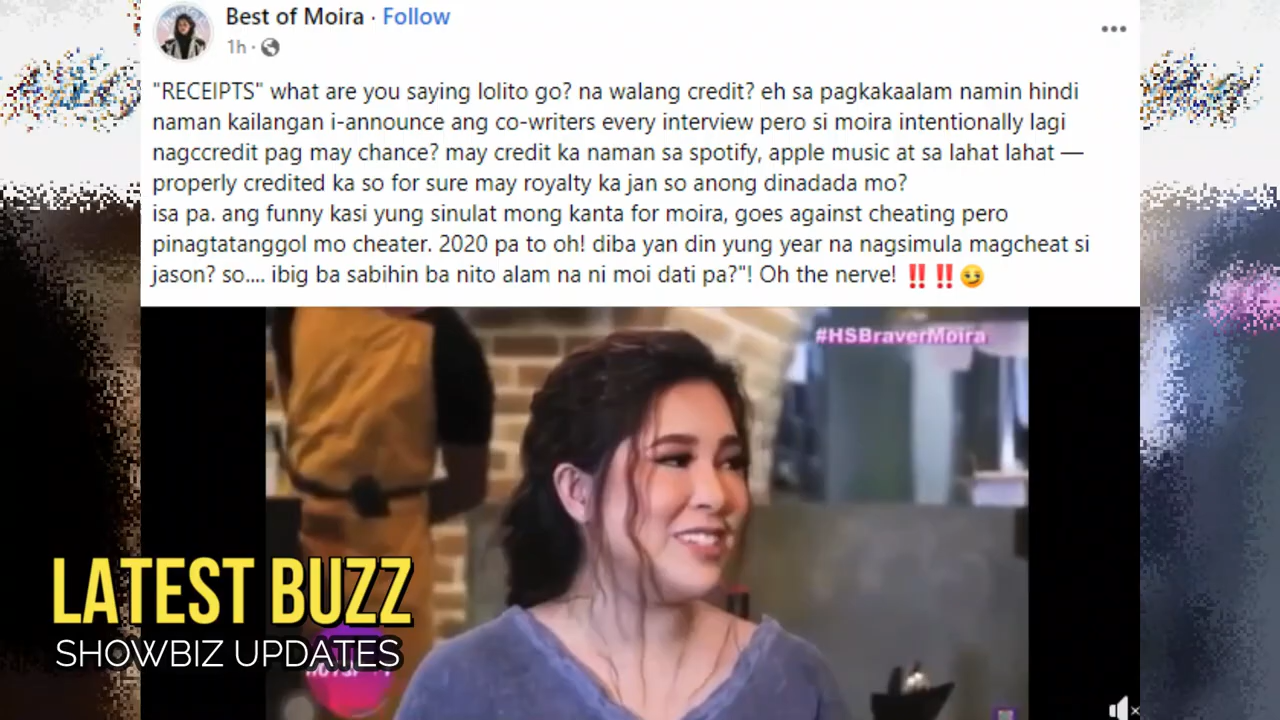 Best of Moira · Follow
1h ·
"RECEIPTS" what are you saying lolito go? na walang credit? eh sa pagkakaalam namin hindi
naman kailangan i-announce ang co-writers every interview pero si moira intentionally lagi
nagccredit pag may chance? may credit ka naman sa spotify, apple music at sa lahat lahat —
properly credited ka so for sure may royalty ka jan so anong dinadada mo?
isa pa. ang funny kasi yung sinulat mong kanta for moira, goes against cheating pero
pinagtatanggol mo cheater. 2020 pa to oh! diba yan din yung year na nagsimula magcheat si
jason? so.... ibig ba sabihin ba nito alam na ni moi dati pa?"! Oh the nerve! ‼️ ‼️😏
#HSBraverMoira
LATEST BUZZ
SHOWBIZ UPDATES